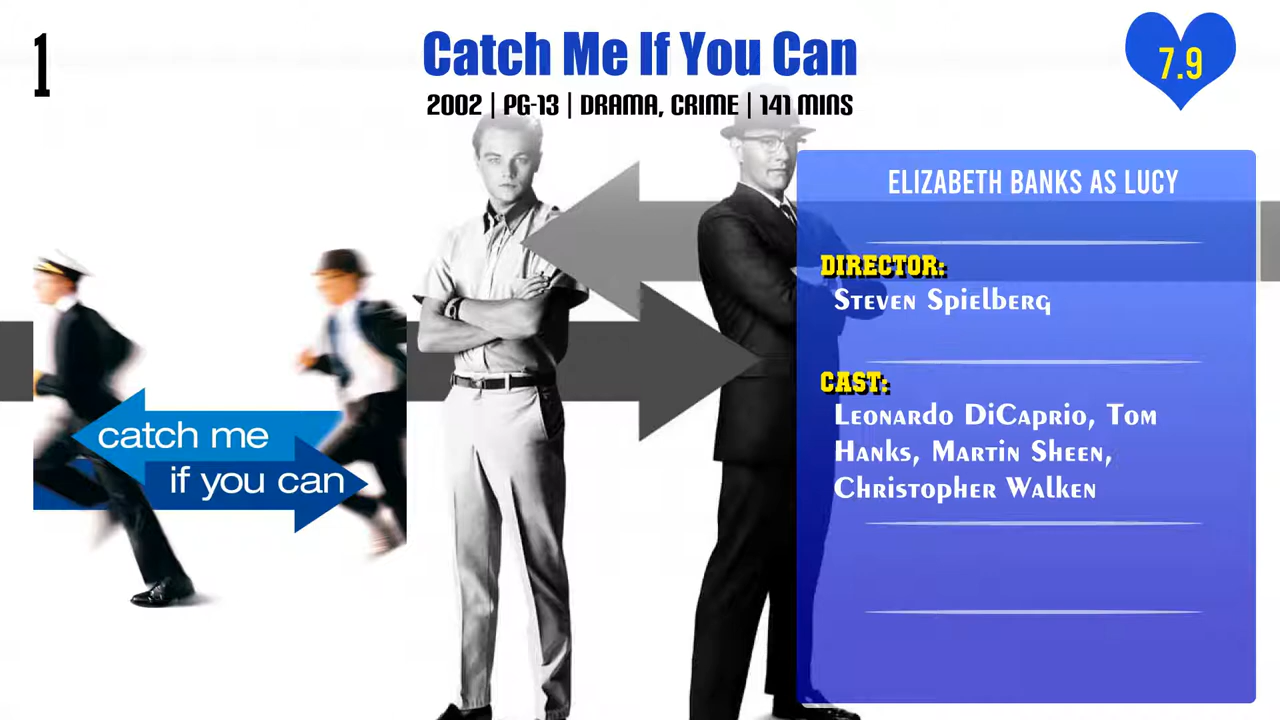 1
Catch Me If You Can
2002 | PG-13 | DRAMA, CRIME | 141 MINS
7.9
ELIZABETH BANKS AS LUCY
DIRECTOR:
Steven Spielberg
CAST:
Leonardo DiCaprio, Tom
Hanks, Martin Sheen,
Christopher Walken
catch me
if you can